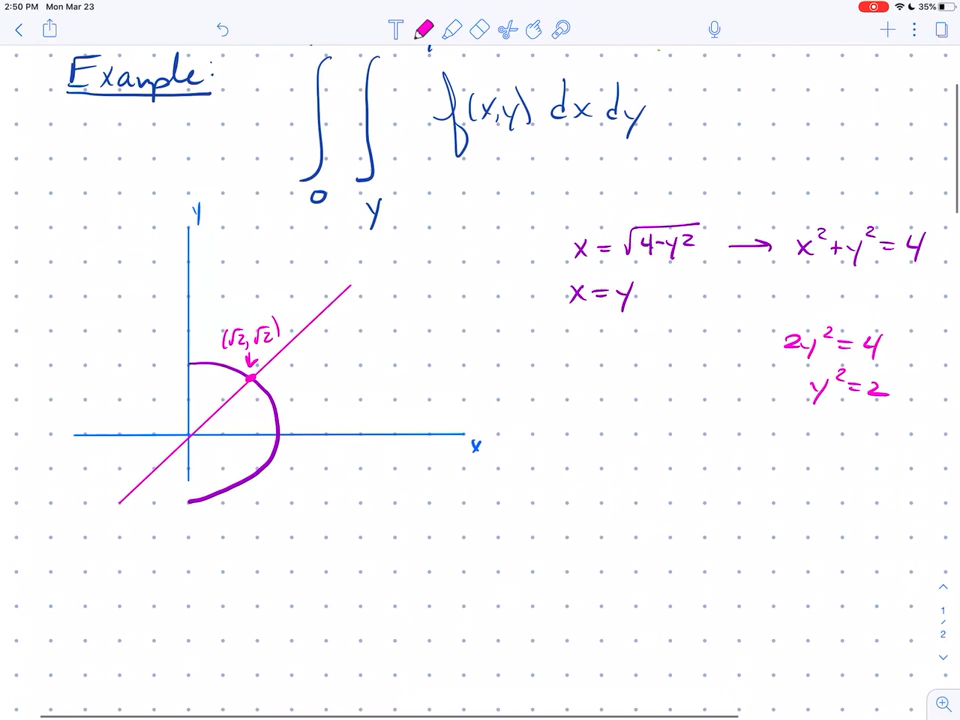 2:50 PM Mon Mar 23
35%
T
Example:
∫ ∫ f(x,y) dx dy
0 y
y
x = √4-y² → x² + y² = 4
x = y
(√2, √2)
2y² = 4
y² = 2
x
1
/
2